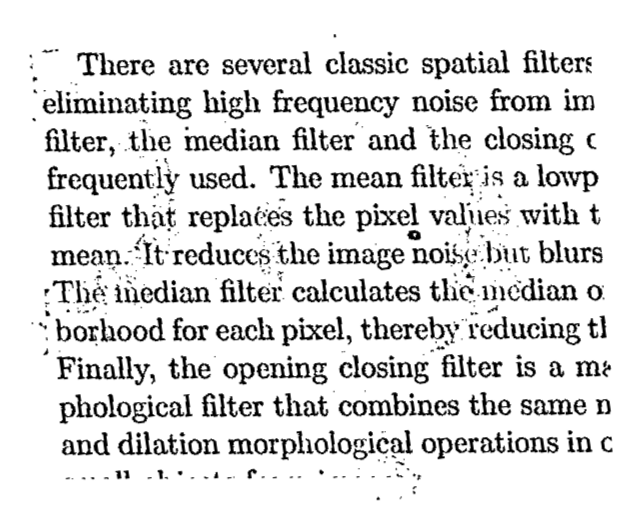 There are several classic spatial filters
eliminating high frequency noise from im
filter, the median filter and the closing
frequently used. The mean filter is a lowp
filter that replaces the pixel values with t
mean. It reduces the image noise but blurs
The median filter calculates the median o
borhood for each pixel, thereby reducing th
Finally, the opening closing filter is a ma
phological filter that combines the same n
and dilation morphological operations in